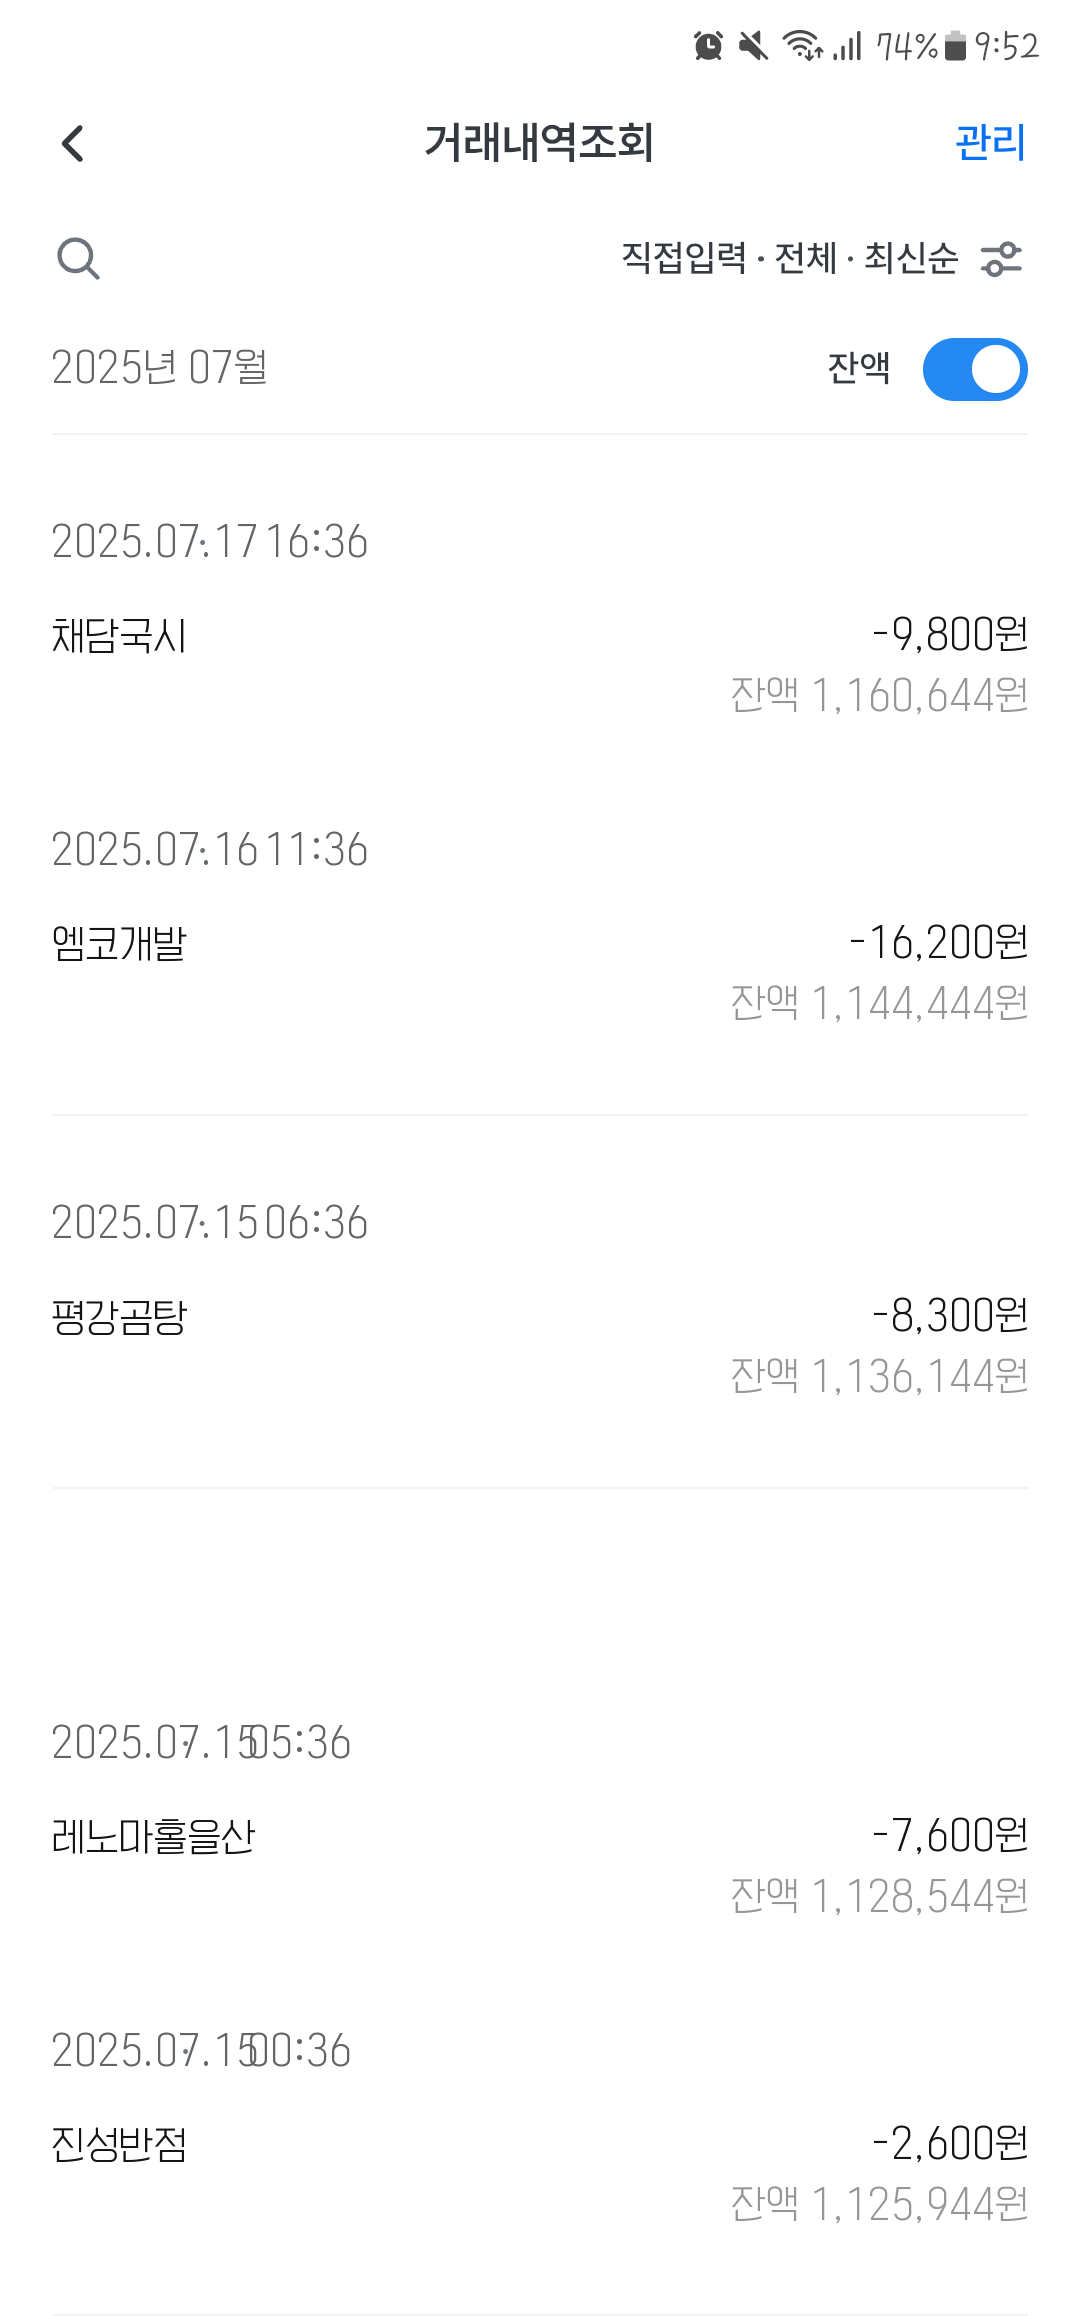 74% 9:52
거래내역조회 관리
직접입력 · 전체 · 최신순
2025년 07월 잔액
2025.07.17 16:36
채담국시 -9,800원
잔액 1,160,644원
2025.07.16 11:36
엠코개발 -16,200원
잔액 1,144,444원
2025.07.15 06:36
평강곰탕 -8,300원
잔액 1,136,144원
2025.07.15 05:36
레노마홀을산 -7,600원
잔액 1,128,544원
2025.07.15 00:36
진성반점 -2,600원
잔액 1,125,944원